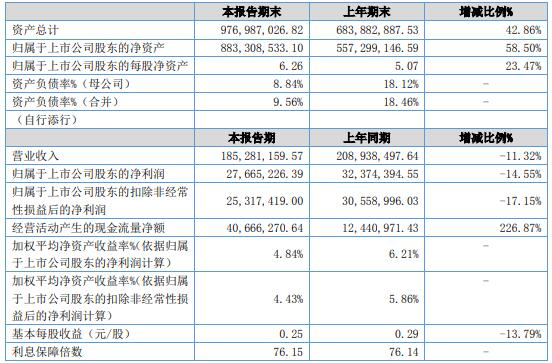 本报告期末 上年期末 增减比例%
资产总计 976,987,026.82 683,882,887.53 42.86%
归属于上市公司股东的净资产 883,308,533.10 557,299,146.59 58.50%
归属于上市公司股东的每股净资产 6.26 5.07 23.47%
资产负债率%（母公司） 8.84% 18.12% -
资产负债率%（合并） 9.56% 18.46% -
（自行添行）
本报告期 上年同期 增减比例%
营业收入 185,281,159.57 208,938,497.64 -11.32%
归属于上市公司股东的净利润 27,665,226.39 32,374,394.55 -14.55%
归属于上市公司股东的扣除非经常
性损益后的净利润 25,317,419.00 30,558,996.03 -17.15%
经营活动产生的现金流量净额 40,666,270.64 12,440,971.43 226.87%
加权平均净资产收益率%(依据归属
于上市公司股东的净利润计算） 4.84% 6.21% -
加权平均净资产收益率%(依据归属
于上市公司股东的扣除非经常性损
益后的净利润计算） 4.43% 5.86% -
基本每股收益（元/股） 0.25 0.29 -13.79%
利息保障倍数 76.15 76.14 -